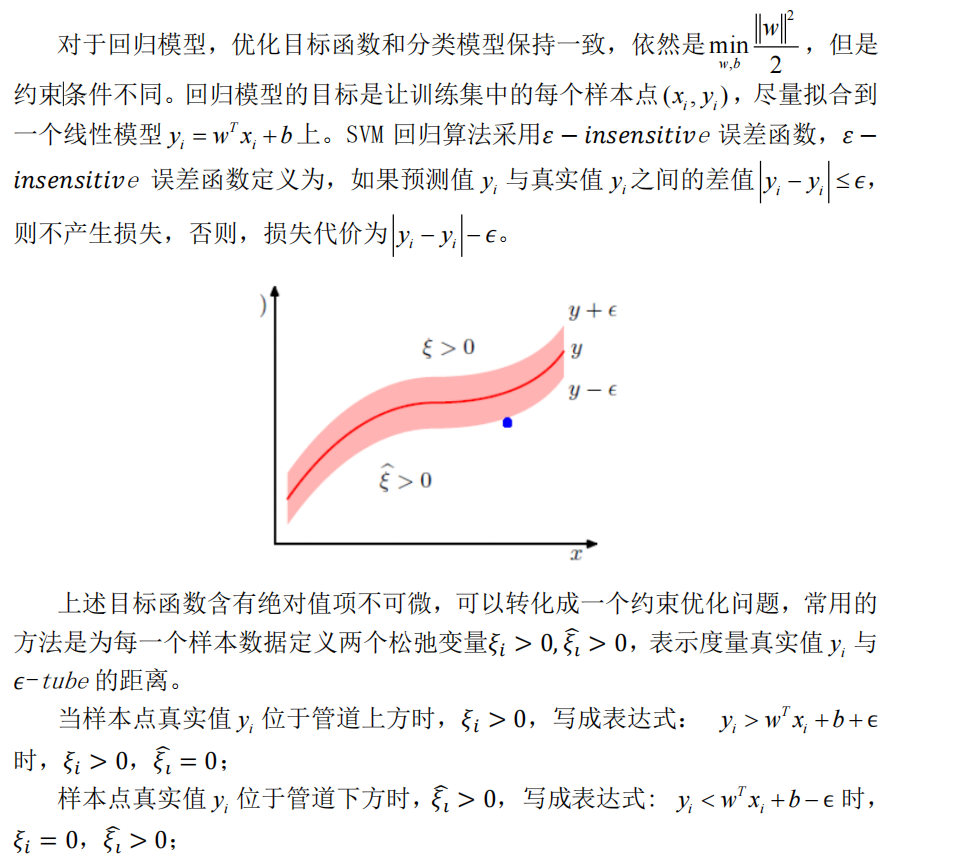 对于回归模型，优化目标函数和分类模型保持一致，依然是 $\min_{w,b} \frac{\|w\|^2}{2}$，但是
约束条件不同。回归模型的目标是让训练集中的每个样本点$(x_i, y_i)$，尽量拟合到
一个线性模型 $y_i = w^T x_i + b$ 上。SVM 回归算法采用$\varepsilon-insensitive$ 误差函数，$\varepsilon-$
$insensitive$ 误差函数定义为，如果预测值 $y_i$ 与真实值 $y_i$之间的差值$|y_i - y_i| \le \epsilon$，
则不产生损失，否则，损失代价为$|y_i - y_i| - \epsilon$。
)
$y + \epsilon$
$\xi > 0$
$y$
$y - \epsilon$
$\widehat{\xi} > 0$
$x$
上述目标函数含有绝对值项不可微，可以转化成一个约束优化问题，常用的
方法是为每一个样本数据定义两个松弛变量$\xi_i > 0, \widehat{\xi_\iota} > 0$，表示度量真实值 $y_i$ 与
$\epsilon-tube$ 的距离。
当样本点真实值 $y_i$ 位于管道上方时，$\xi_i > 0$，写成表达式： $y_i > w^T x_i + b + \epsilon$
时，$\xi_i > 0$，$\widehat{\xi_\iota} = 0$；
样本点真实值 $y_i$ 位于管道下方时，$\widehat{\xi_\iota} > 0$，写成表达式: $y_i < w^T x_i + b - \epsilon$ 时，
$\xi_i = 0$，$\widehat{\xi_\iota} > 0$；